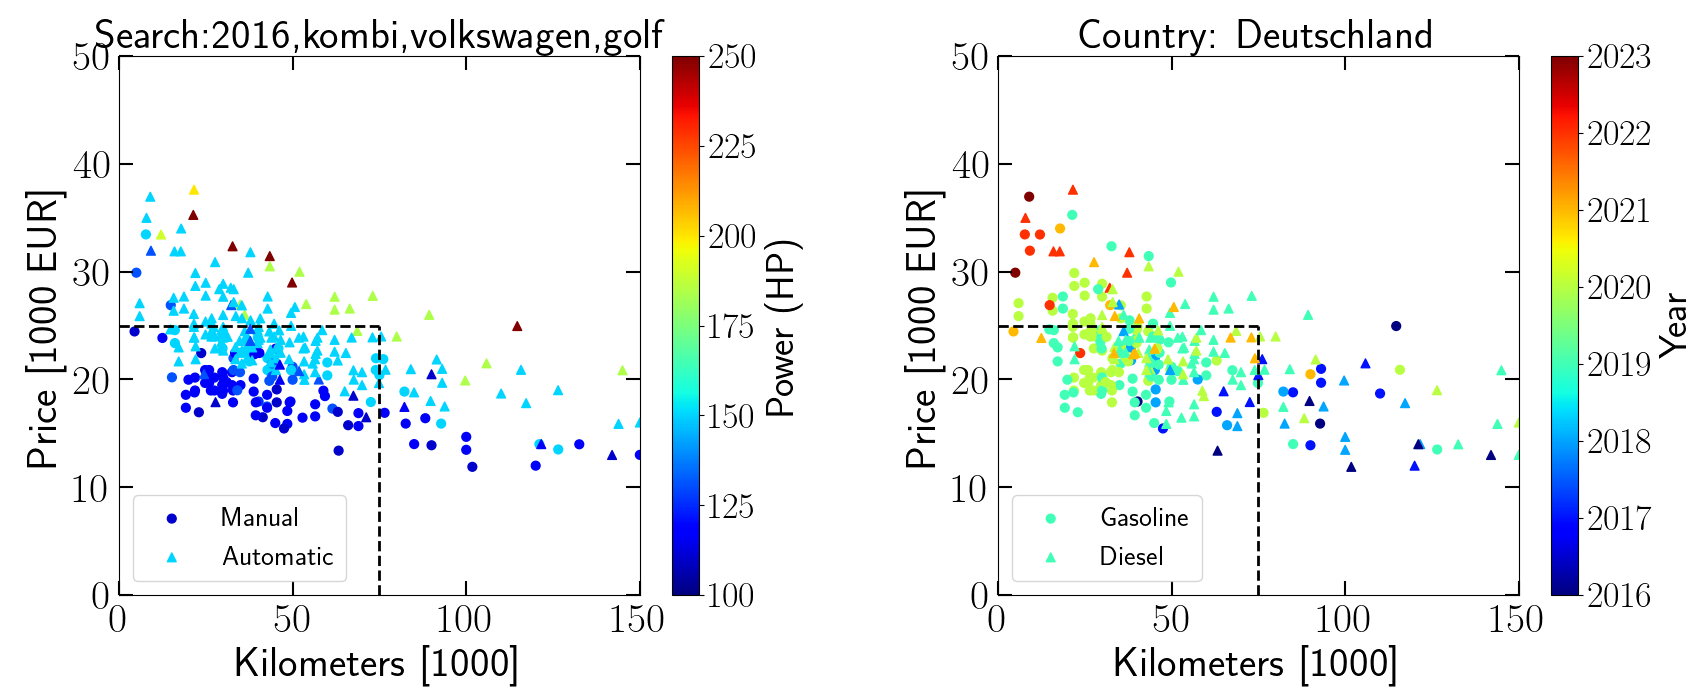 Search:2016,kombi,volkswagen,golf
Price [1000 EUR]
50
40
30
20
10
0
0 50 100 150
Kilometers [1000]
Manual
Automatic
250
225
200
175
150
125
100
Power (HP)
Country: Deutschland
Price [1000 EUR]
50
40
30
20
10
0
0 50 100 150
Kilometers [1000]
Gasoline
Diesel
2023
2022
2021
2020
2019
2018
2017
2016
Year